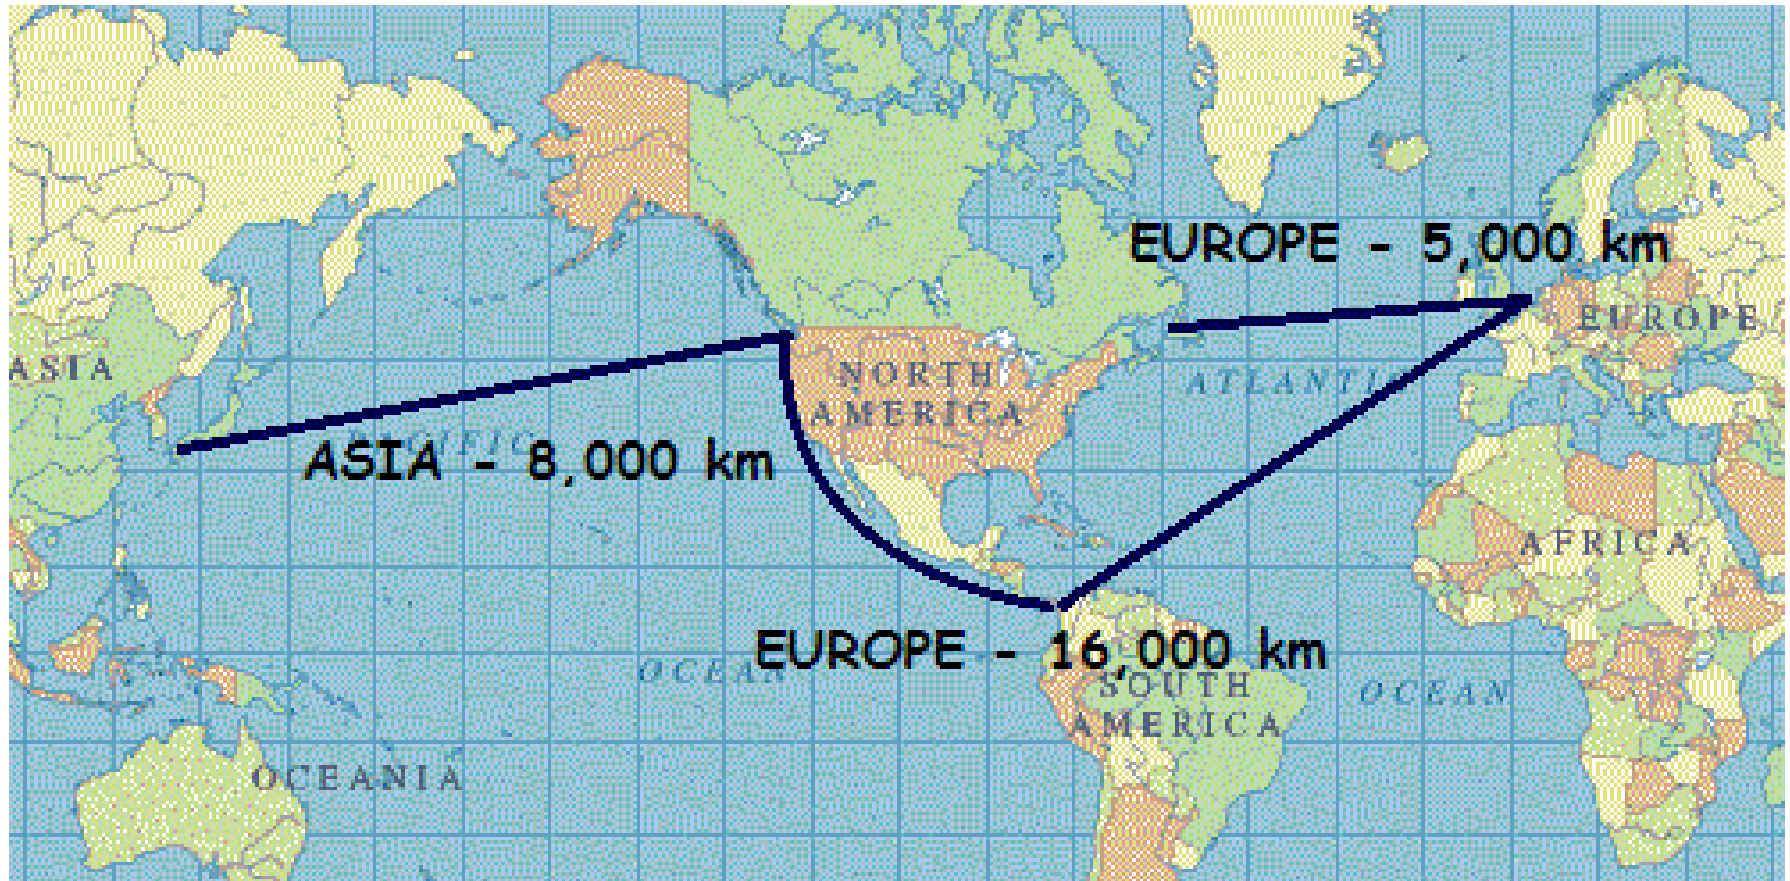 EUROPE - 5,000 km
EUROPE
ASIA
NORTH
AMERICA
ATLANTI
ASIA - 8,000 km
AFRICA
EUROPE - 16,000 km
OCEAN
SOUTH
AMERICA
OCEAN
OCEANIA